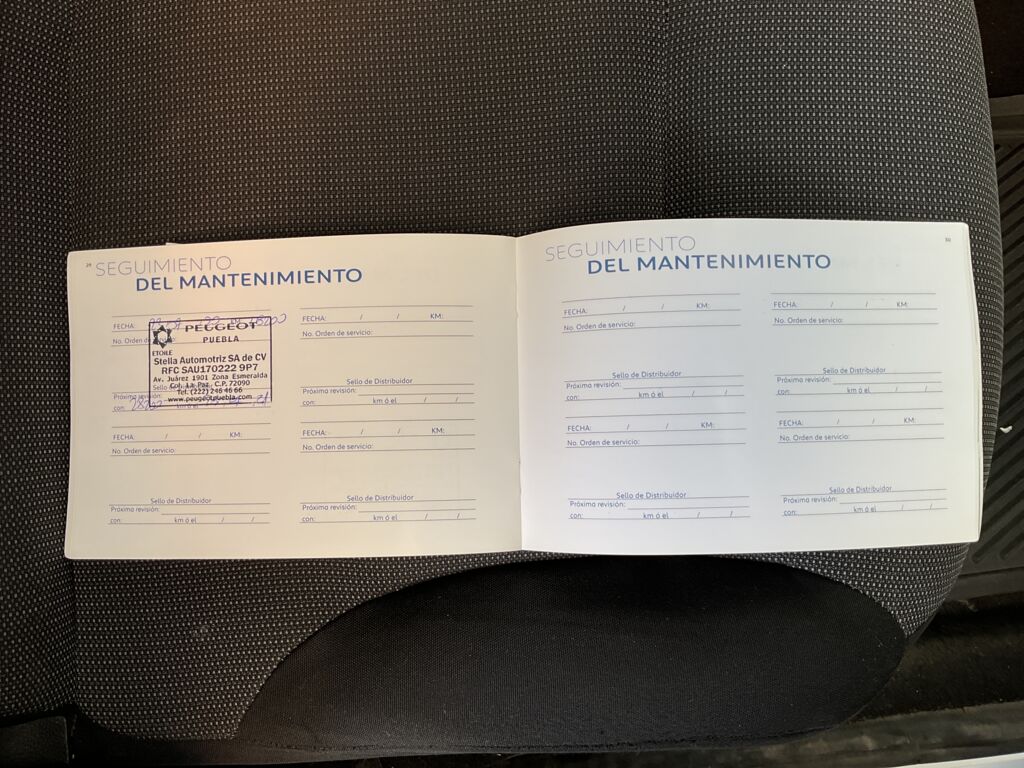 29
SEGUIMIENTO
DEL MANTENIMIENTO
FECHA:
No. Orden de
PEUGEOT
PUEBLA
ETOILE
Stella Automotriz SA de CV
RFC SAU170222 9P7
Av. Juárez 1901 Zona Esmeralda
Col. La Paz, C.P. 72090
Tel. (222) 246 46 66
www.peugeotpuebla.com
Próxima revisión:
con: km ó el
FECHA: / / KM:
No. Orden de servicio:
Sello de Distribuidor
Próxima revisión:
con: km ó el / /
FECHA: / / KM:
No. Orden de servicio:
Sello de Distribuidor
Próxima revisión:
con: km ó el / /
FECHA: / / KM:
No. Orden de servicio:
Sello de Distribuidor
Próxima revisión:
con: km ó el / /
30
SEGUIMIENTO
DEL MANTENIMIENTO
FECHA: / / KM:
No. Orden de servicio:
Sello de Distribuidor
Próxima revisión:
con: km ó el / /
FECHA: / / KM:
No. Orden de servicio:
Sello de Distribuidor
Próxima revisión:
con: km ó el / /
FECHA: / / KM:
No. Orden de servicio:
Sello de Distribuidor
Próxima revisión:
con: km ó el / /
FECHA: / / KM:
No. Orden de servicio:
Sello de Distribuidor
Próxima revisión:
con: km ó el / /